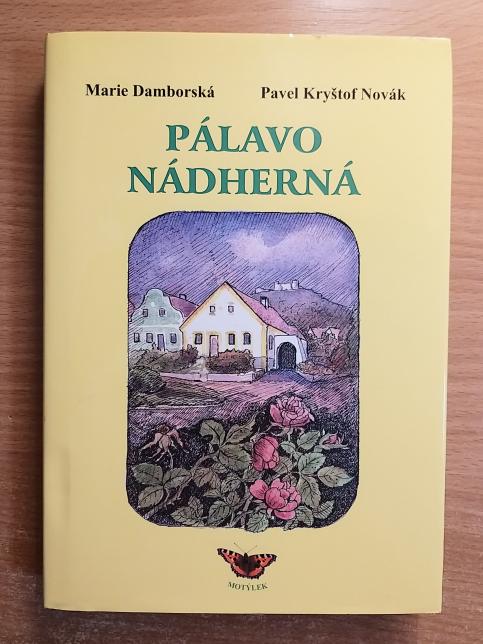 Marie Damborská Pavel Kryštof Novák
PÁLAVO
NÁDHERNÁ
MOTÝLEK